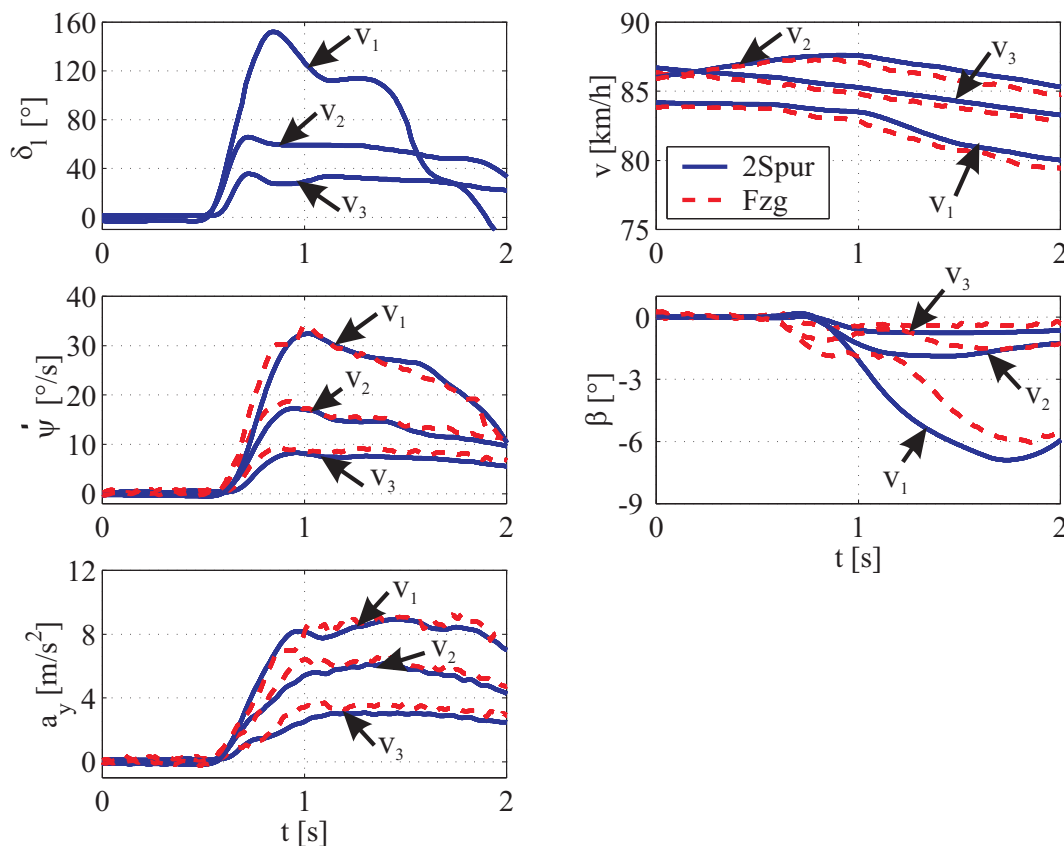 160
120
80
40
0
δl [°]
v1
v2
v3
0 1 2
90
85
80
75
v [km/h]
v2
v3
v1
2Spur
Fzg
0 1 2
40
30
20
10
0
ψ̇ [°/s]
v1
v2
v3
0 1 2
0
-3
-6
-9
β [°]
v3
v2
v1
0 1 2
t [s]
12
8
4
0
ay [m/s2]
v1
v2
v3
0 1 2
t [s]